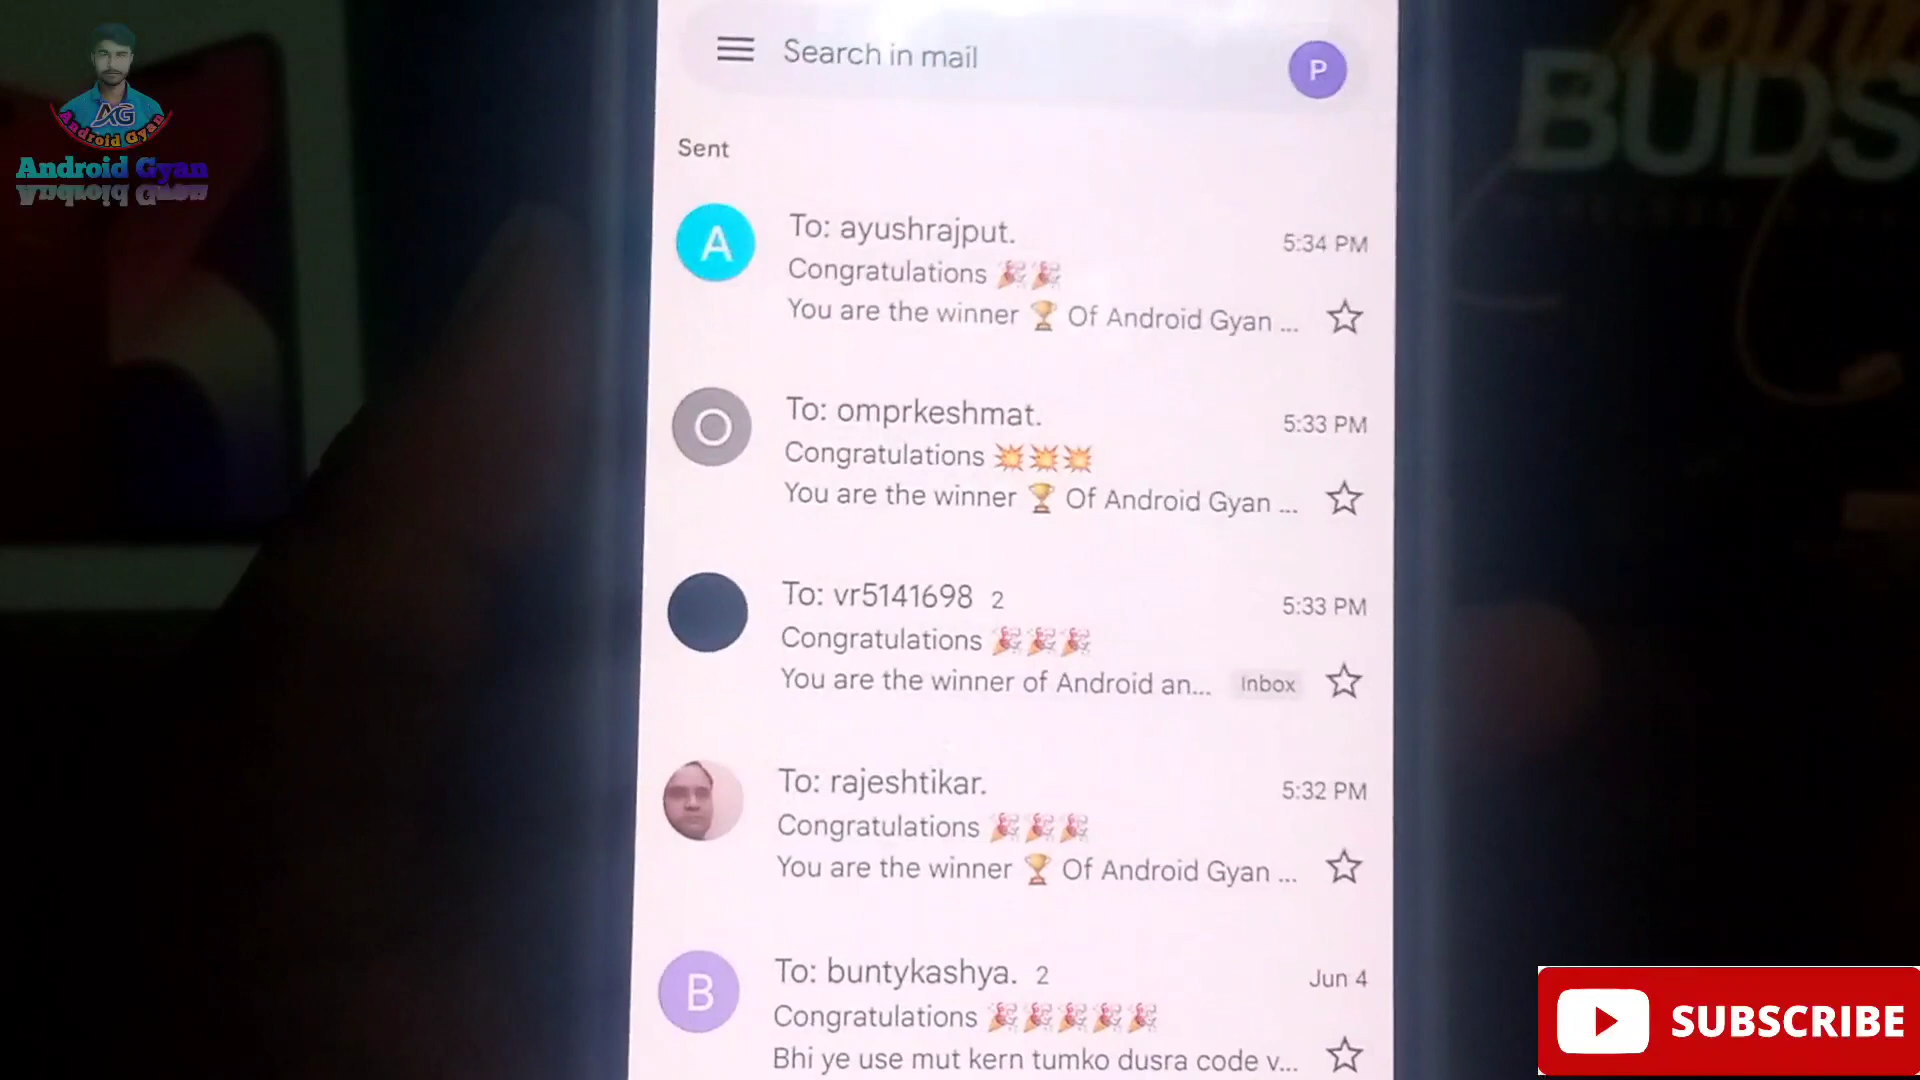 Search in mail
P
Sent
A
To: ayushrajput.
5:34 PM
Congratulations 🎉🎉
You are the winner 🏆 Of Android Gyan ...
O
To: omprkeshmat.
5:33 PM
Congratulations 💥💥💥
You are the winner 🏆 Of Android Gyan ...
To: vr5141698 2
5:33 PM
Congratulations 🎉🎉🎉
You are the winner of Android an...
Inbox
To: rajeshtikar.
5:32 PM
Congratulations 🎉🎉🎉
You are the winner 🏆 Of Android Gyan ...
B
To: buntykashya. 2
Jun 4
Congratulations 🎉🎉🎉🎉🎉
Bhi ye use mut kern tumko dusra code v...
AG
Android Gyan
Android Gyan
BUDS
SUBSCRIBE